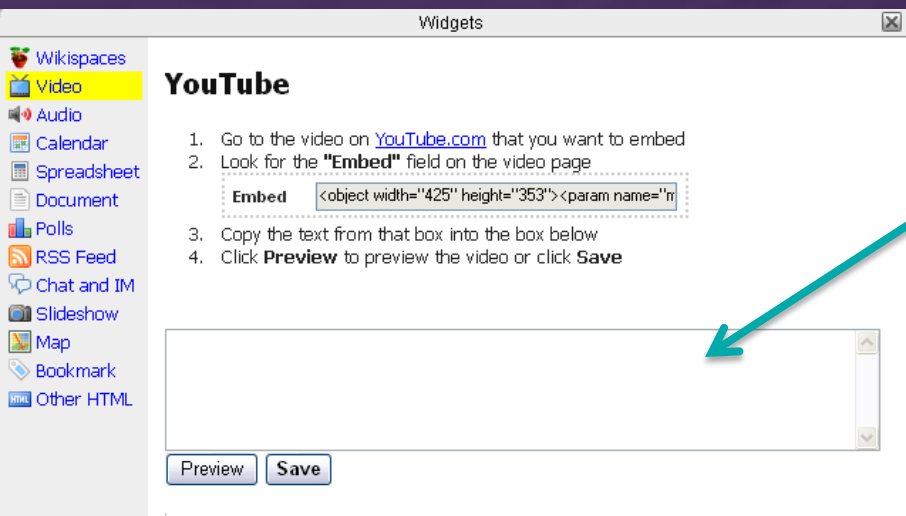 Widgets
Wikispaces
Video
Audio
Calendar
Spreadsheet
Document
Polls
RSS Feed
Chat and IM
Slideshow
Map
Bookmark
HTML Other HTML
YouTube
1. Go to the video on YouTube.com that you want to embed
2. Look for the "Embed" field on the video page
Embed <object width="425" height="353"><param name="m
3. Copy the text from that box into the box below
4. Click Preview to preview the video or click Save
Preview Save